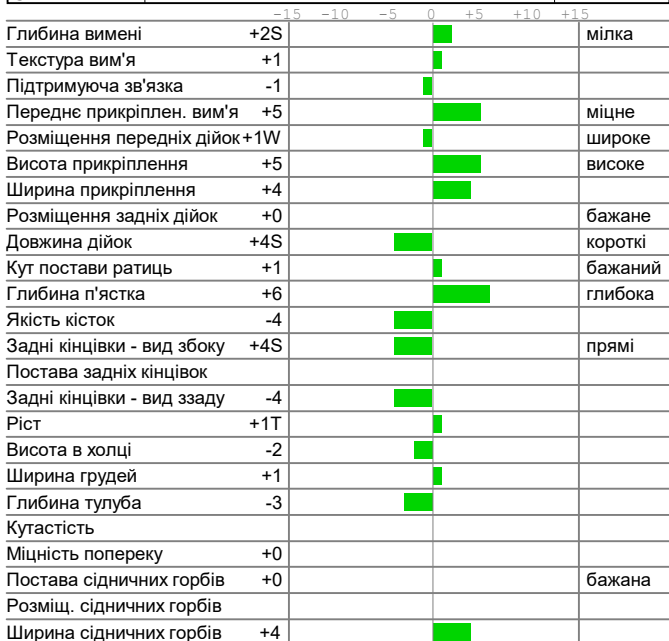 -15 -10 -5 0 +5 +10 +15
Глибина вимені +2S мілка
Текстура вим'я +1
Підтримуюча зв'язка -1
Переднє прикріплен. вим'я +5 міцне
Розміщення передніх дійок +1W широке
Висота прикріплення +5 високе
Ширина прикріплення +4
Розміщення задніх дійок +0 бажане
Довжина дійок +4S короткі
Кут постави ратиць +1 бажаний
Глибина п'ястка +6 глибока
Якість кісток -4
Задні кінцівки - вид збоку +4S прямі
Постава задніх кінцівок
Задні кінцівки - вид ззаду -4
Ріст +1T
Висота в холці -2
Ширина грудей +1
Глибина тулуба -3
Кутастість
Міцність попереку +0
Постава сідничних горбів +0 бажана
Розміщ. сідничних горбів
Ширина сідничних горбів +4